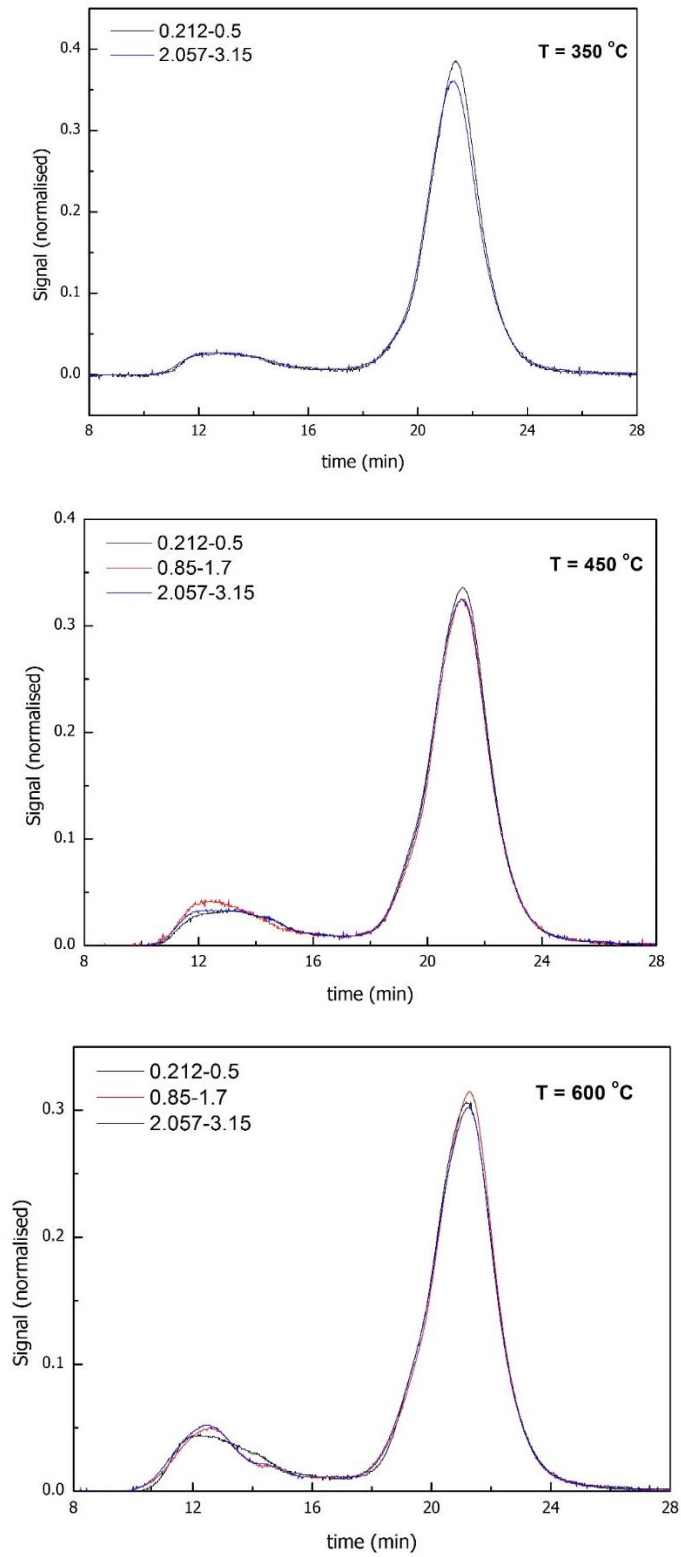 0.212-0.5
2.057-3.15
T = 350 °C
0.4
0.3
0.2
0.1
0.0
Signal (normalised)
8 12 16 20 24 28
time (min)
0.212-0.5
0.85-1.7
2.057-3.15
T = 450 °C
0.4
0.3
0.2
0.1
0.0
Signal (normalised)
8 12 16 20 24 28
time (min)
0.212-0.5
0.85-1.7
2.057-3.15
T = 600 °C
0.3
0.2
0.1
0.0
Signal (normalised)
8 12 16 20 24 28
time (min)